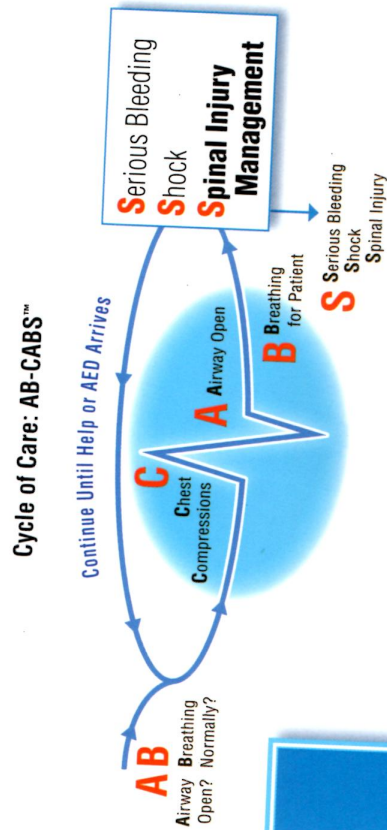 Cycle of Care: AB-CABS™
Continue Until Help or AED Arrives
AB
Airway Breathing
Open? Normally?
C
Chest
Compressions
A Airway Open
B Breathing
for Patient
S Serious Bleeding
Shock
Spinal Injury
Serious Bleeding
Shock
Spinal Injury
Management